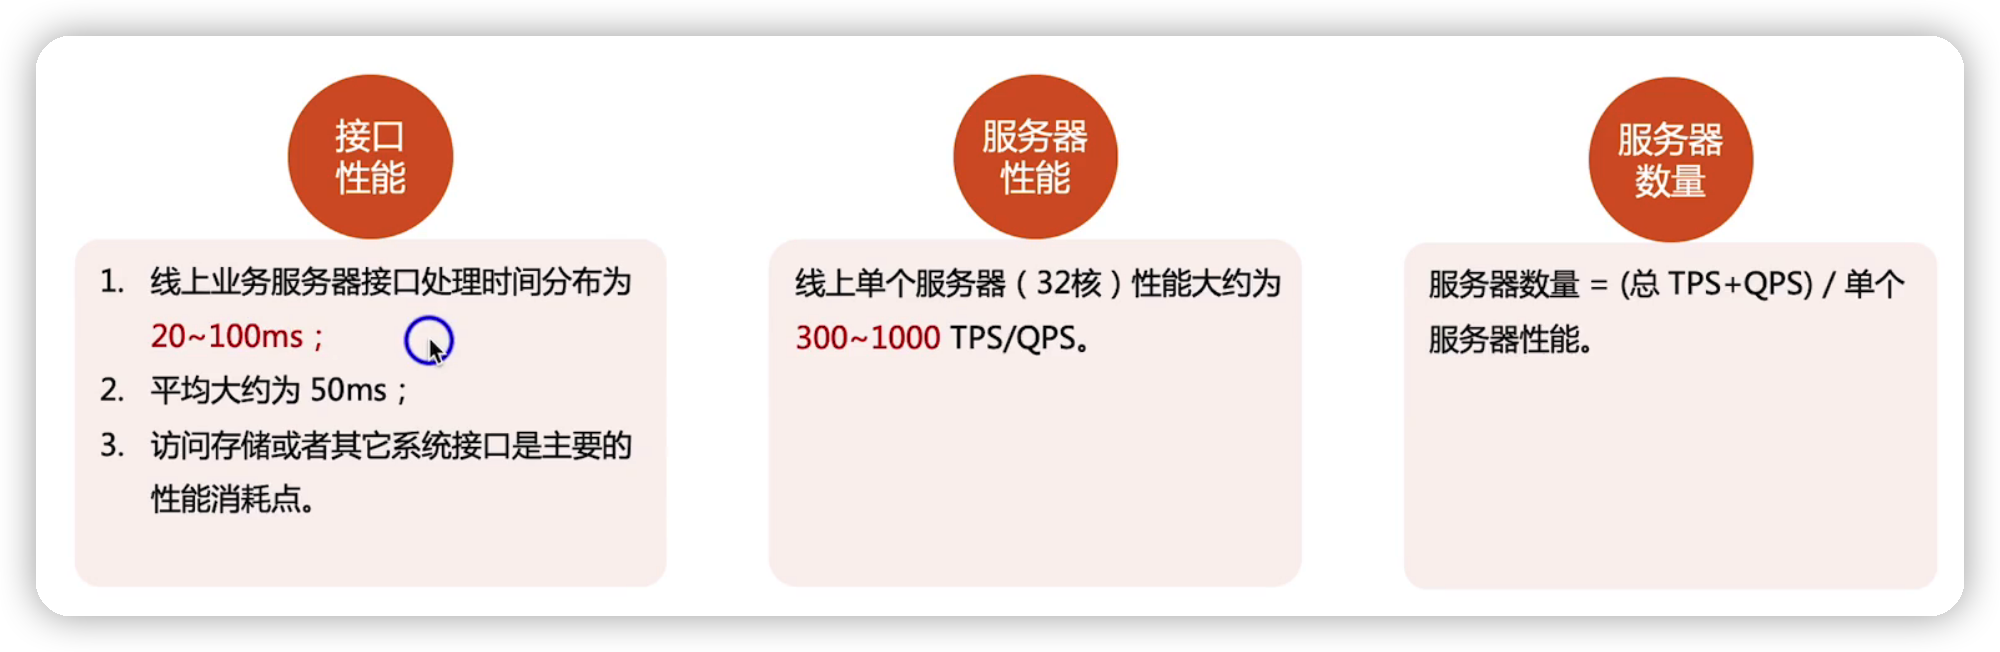 接口
性能
1. 线上业务服务器接口处理时间分布为
20~100ms；
2. 平均大约为 50ms；
3. 访问存储或者其它系统接口是主要的
性能消耗点。
服务器
性能
线上单个服务器（32核）性能大约为
300~1000 TPS/QPS。
服务器
数量
服务器数量 = (总 TPS+QPS) / 单个
服务器性能。